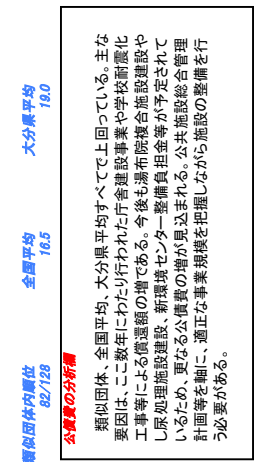 類似団体内順位 全国平均 大分県平均
82/128 16.5 19.0
公債費の分析欄
類似団体、全国平均、大分県平均すべてで上回っている。主な
要因は、ここ数年にわたり行われた庁舎建設事業や学校耐震化
工事等による償還額の増である。今後も湯布院複合施設建設や
し尿処理施設建設、新環境センター整備負担金等が予定されて
いるため、更なる公債費の増が見込まれる。公共施設総合管理
計画等を軸に、適正な事業規模を把握しながら施設の整備を行
う必要がある。